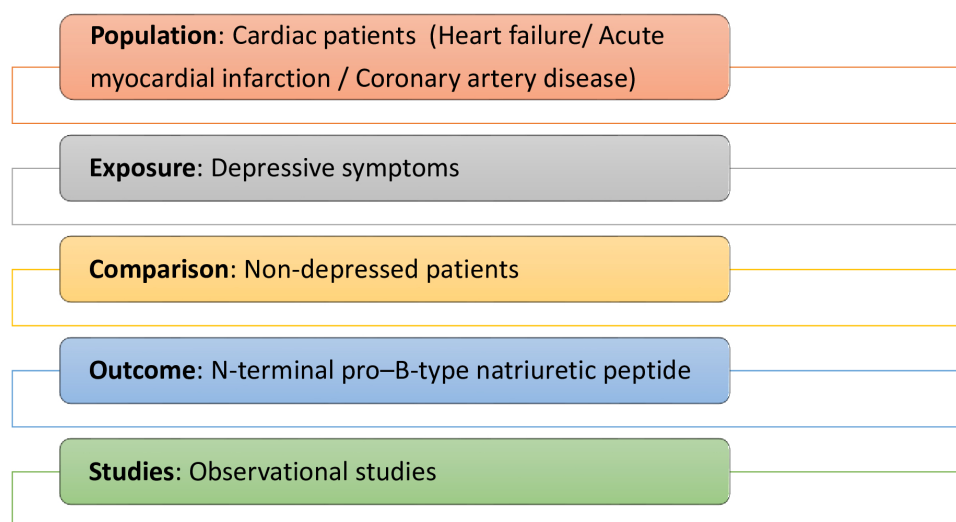 Population: Cardiac patients (Heart failure/ Acute
myocardial infarction / Coronary artery disease)
Exposure: Depressive symptoms
Comparison: Non-depressed patients
Outcome: N-terminal pro–B-type natriuretic peptide
Studies: Observational studies